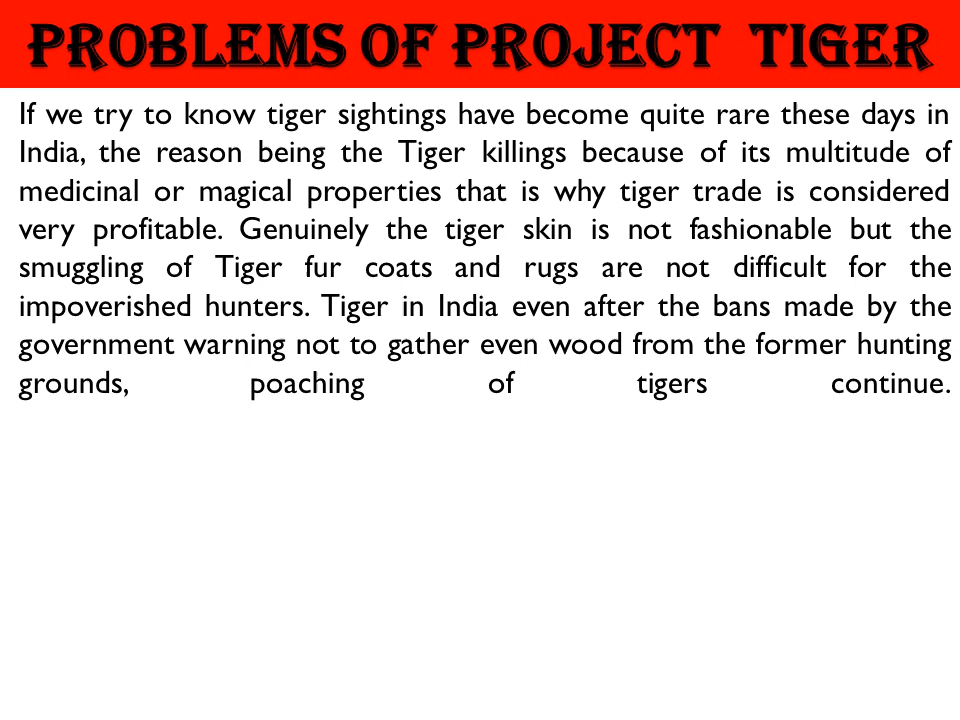 PROBLEMS OF PROJECT TIGER
If we try to know tiger sightings have become quite rare these days in
India, the reason being the Tiger killings because of its multitude of
medicinal or magical properties that is why tiger trade is considered
very profitable. Genuinely the tiger skin is not fashionable but the
smuggling of Tiger fur coats and rugs are not difficult for the
impoverished hunters. Tiger in India even after the bans made by the
government warning not to gather even wood from the former hunting
grounds, poaching of tigers continue.